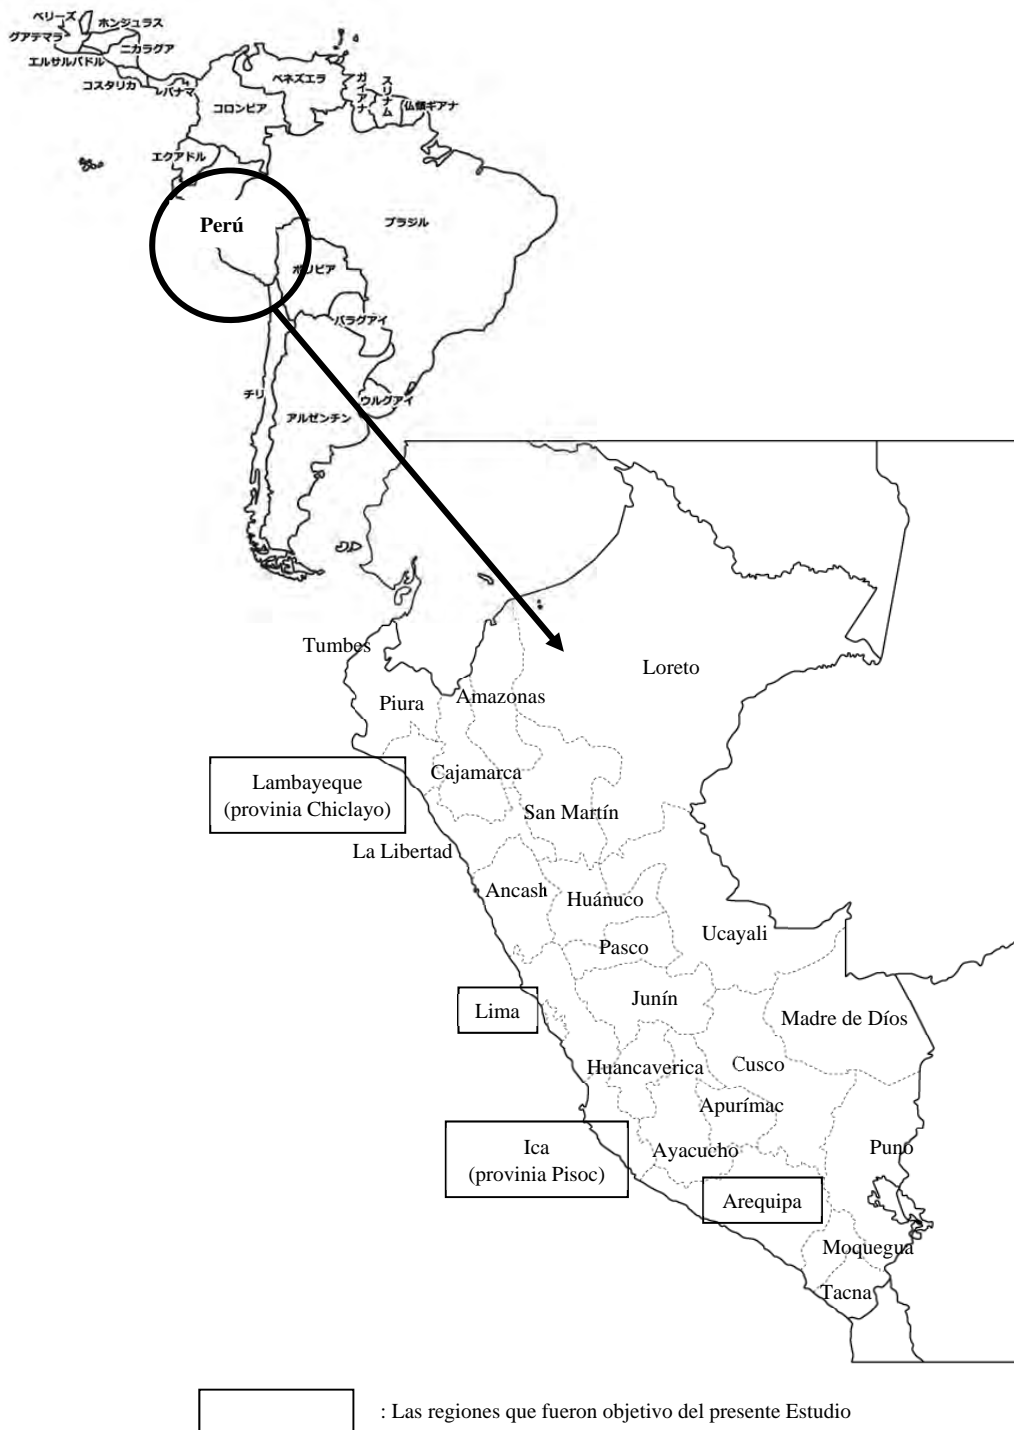 ベリーズ
ホンジュラス
グアテマラ
ニカラグア
エルサルバドル
コスタリカ
パナマ
ベネズエラ
ガイアナ
スリナム
仏領ギアナ
コロンビア
エクアドル
Perú
ブラジル
ボリビア
パラグアイ
チリ
アルゼンチン
ウルグアイ
Tumbes
Loreto
Piura
Amazonas
Lambayeque
(provinia Chiclayo)
Cajamarca
San Martín
La Libertad
Ancash
Huánuco
Ucayali
Pasco
Lima
Junín
Madre de Díos
Huancaverica
Cusco
Apurímac
Ica
(provinia Pisoc)
Ayacucho
Puno
Arequipa
Moquegua
Tacna
: Las regiones que fueron objetivo del presente Estudio